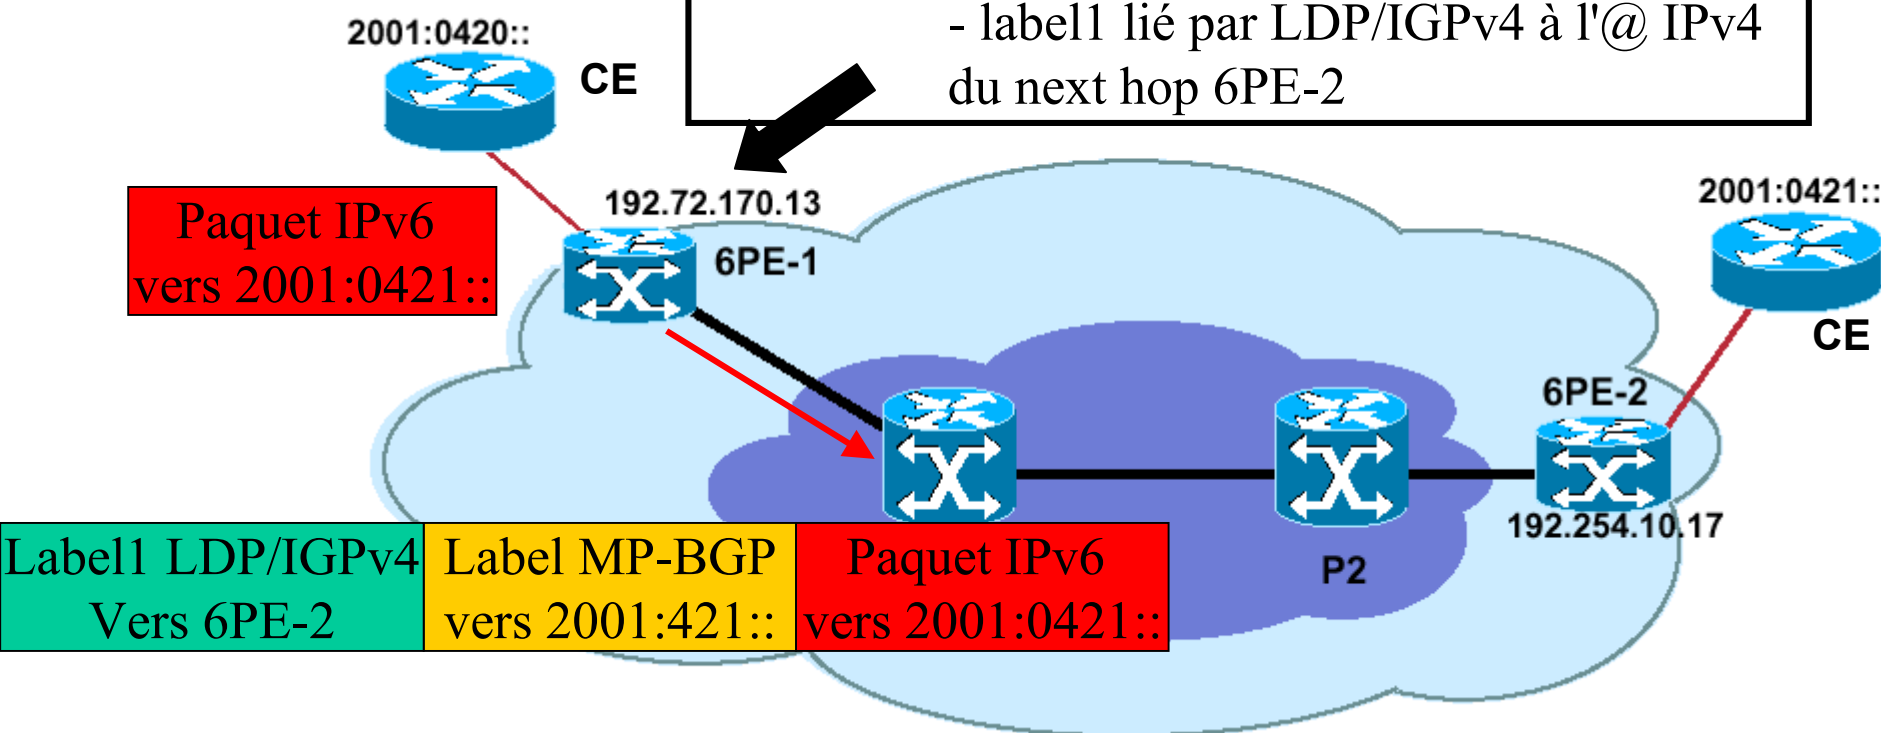 - label1 lié par LDP/IGPv4 à l'@ IPv4
du next hop 6PE-2
2001:0420::
CE
192.72.170.13
2001:0421::
Paquet IPv6
vers 2001:0421::
6PE-1
CE
6PE-2
192.254.10.17
Label1 LDP/IGPv4
Vers 6PE-2
Label MP-BGP
vers 2001:421::
Paquet IPv6
vers 2001:0421::
P2